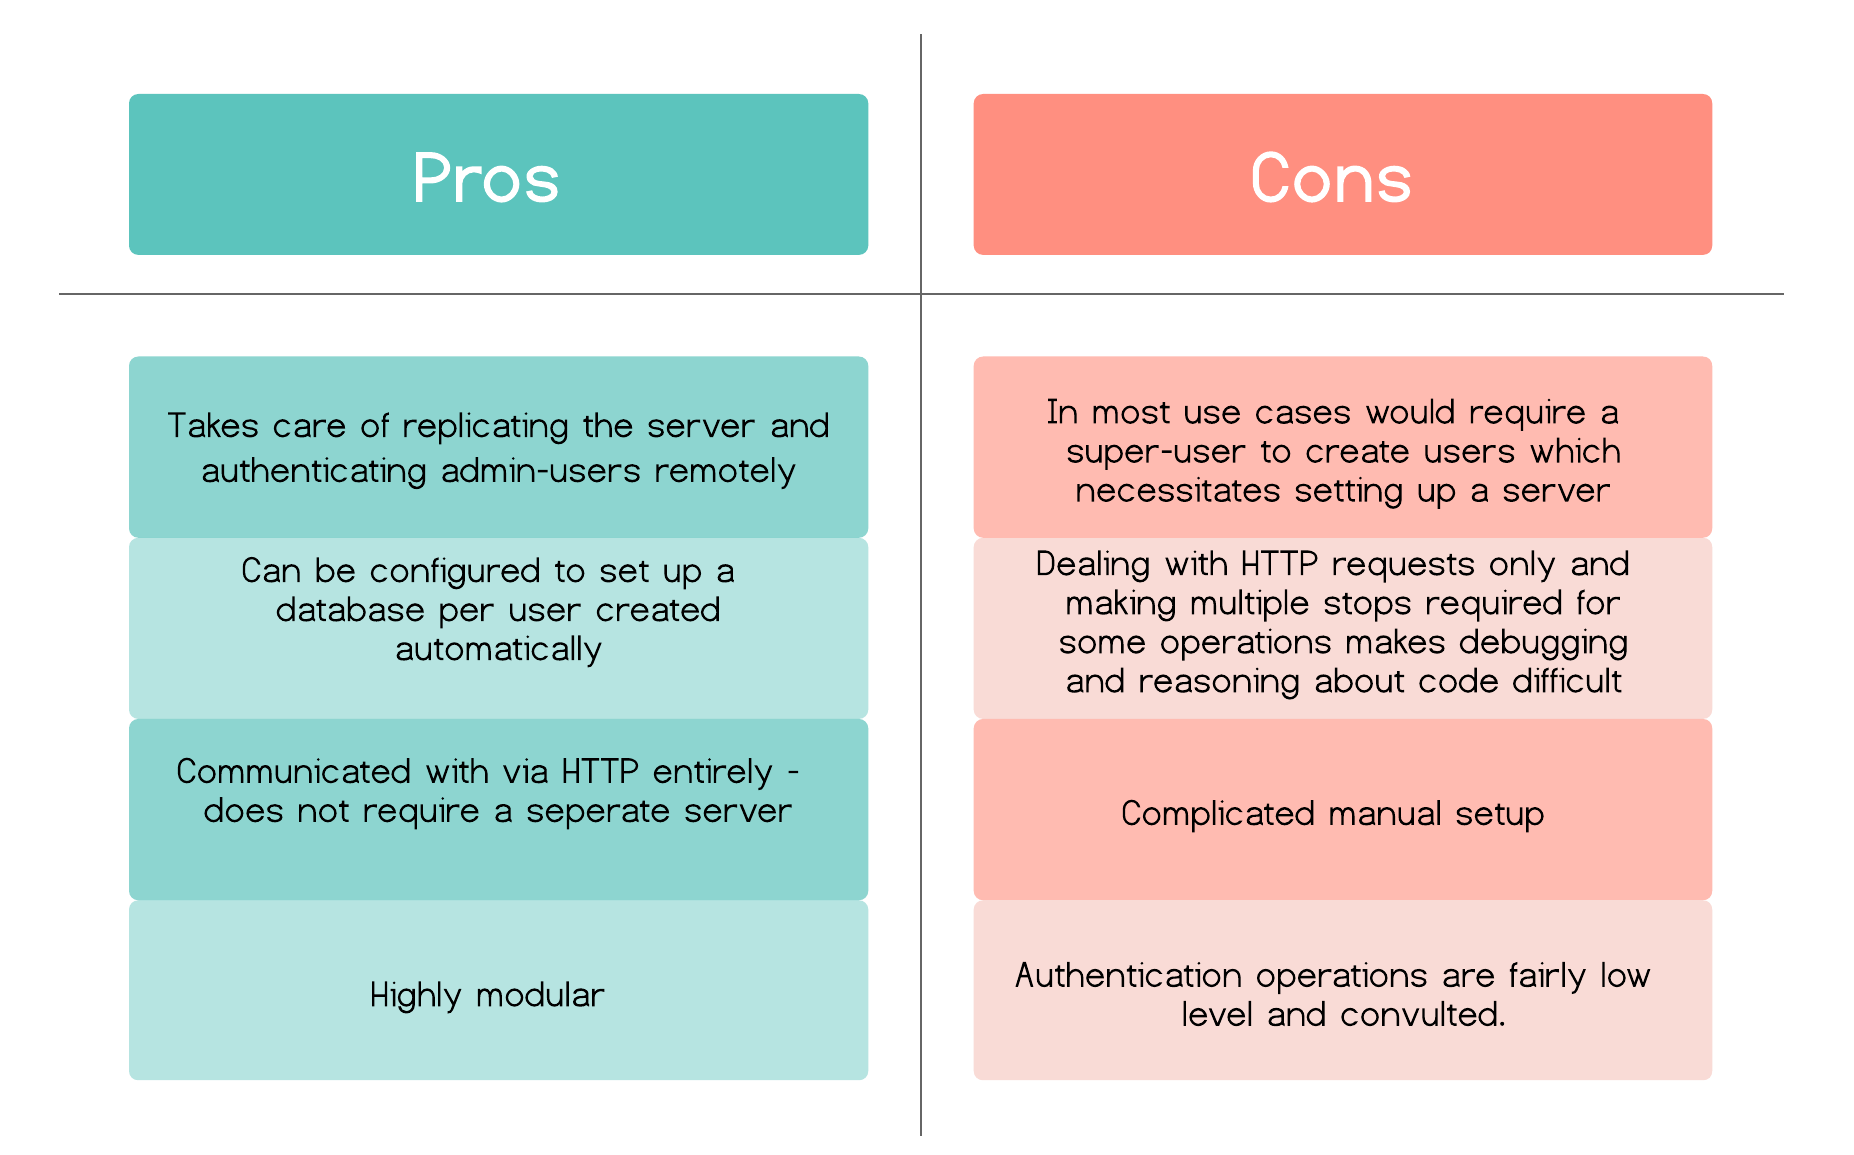 Pros
Cons
Takes care of replicating the server and
authenticating admin-users remotely
Can be configured to set up a
database per user created
automatically
Communicated with via HTTP entirely -
does not require a seperate server
Highly modular
In most use cases would require a
super-user to create users which
necessitates setting up a server
Dealing with HTTP requests only and
making multiple stops required for
some operations makes debugging
and reasoning about code difficult
Complicated manual setup
Authentication operations are fairly low
level and convulted.